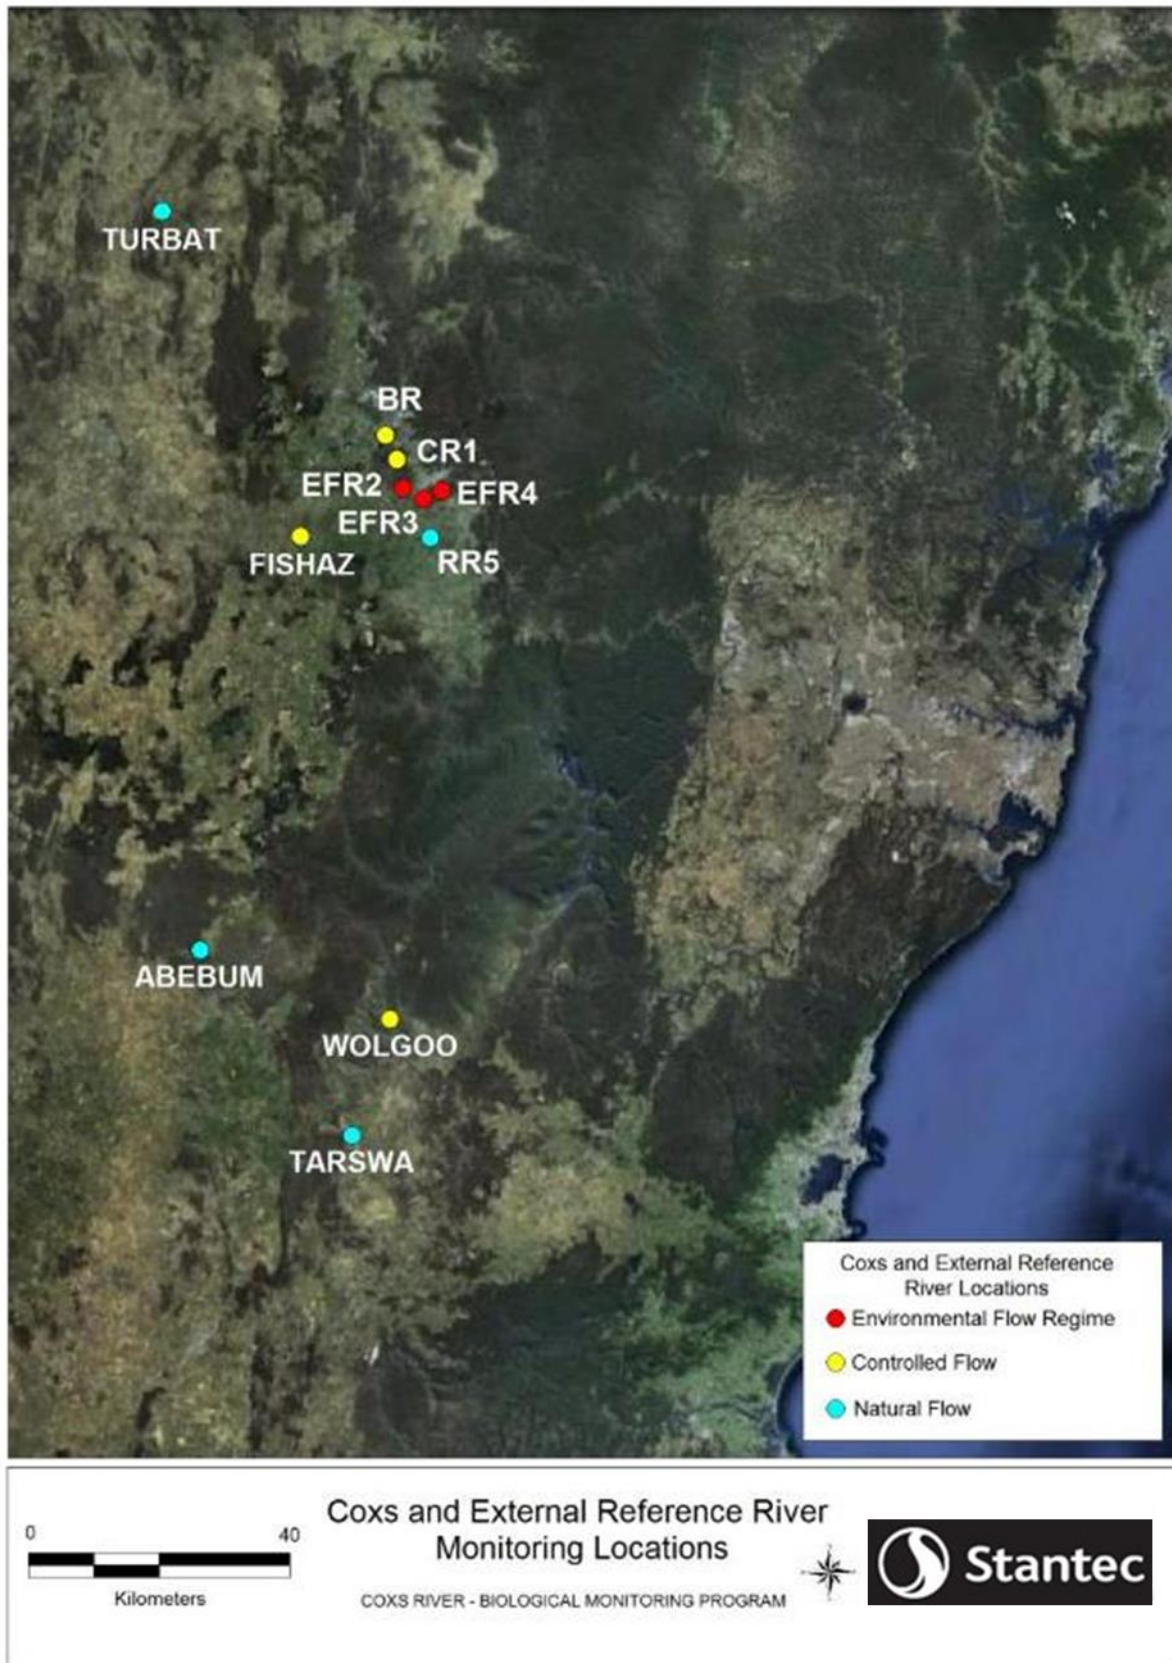 TURBAT
BR
CR1
EFR2
EFR4
EFR3
FISHAZ
RR5
ABEBUM
WOLGOO
TARSWA
Coxs and External Reference
River Locations
Environmental Flow Regime
Controlled Flow
Natural Flow
0 40
Kilometers
Coxs and External Reference River
Monitoring Locations
COXS RIVER - BIOLOGICAL MONITORING PROGRAM
Stantec